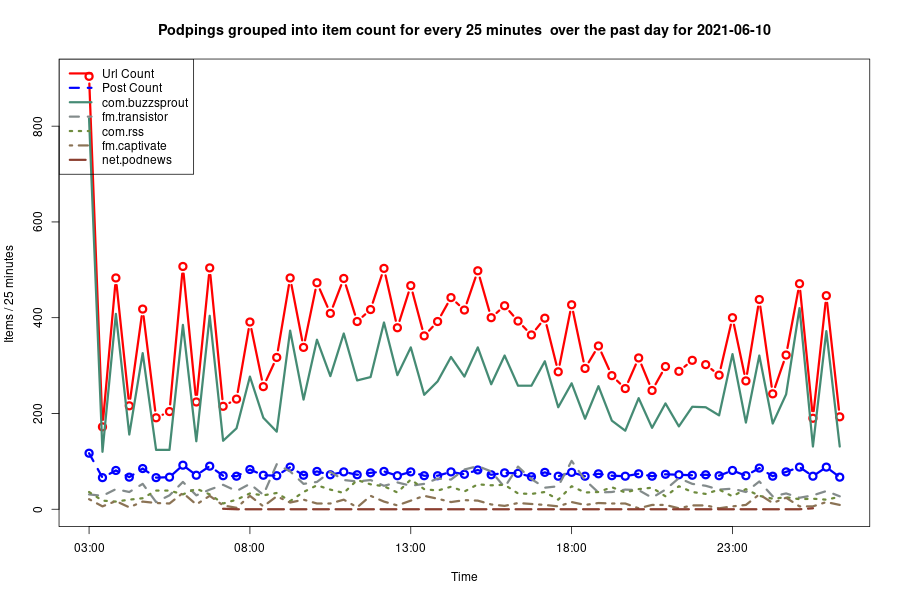 Podpings grouped into item count for every 25 minutes  over the past day for 2021-06-10
Url Count
Post Count
com.buzzsprout
fm.transistor
com.rss
fm.captivate
net.podnews
800
600
400
200
0
Items / 25 minutes
03:00 08:00 13:00 18:00 23:00
Time